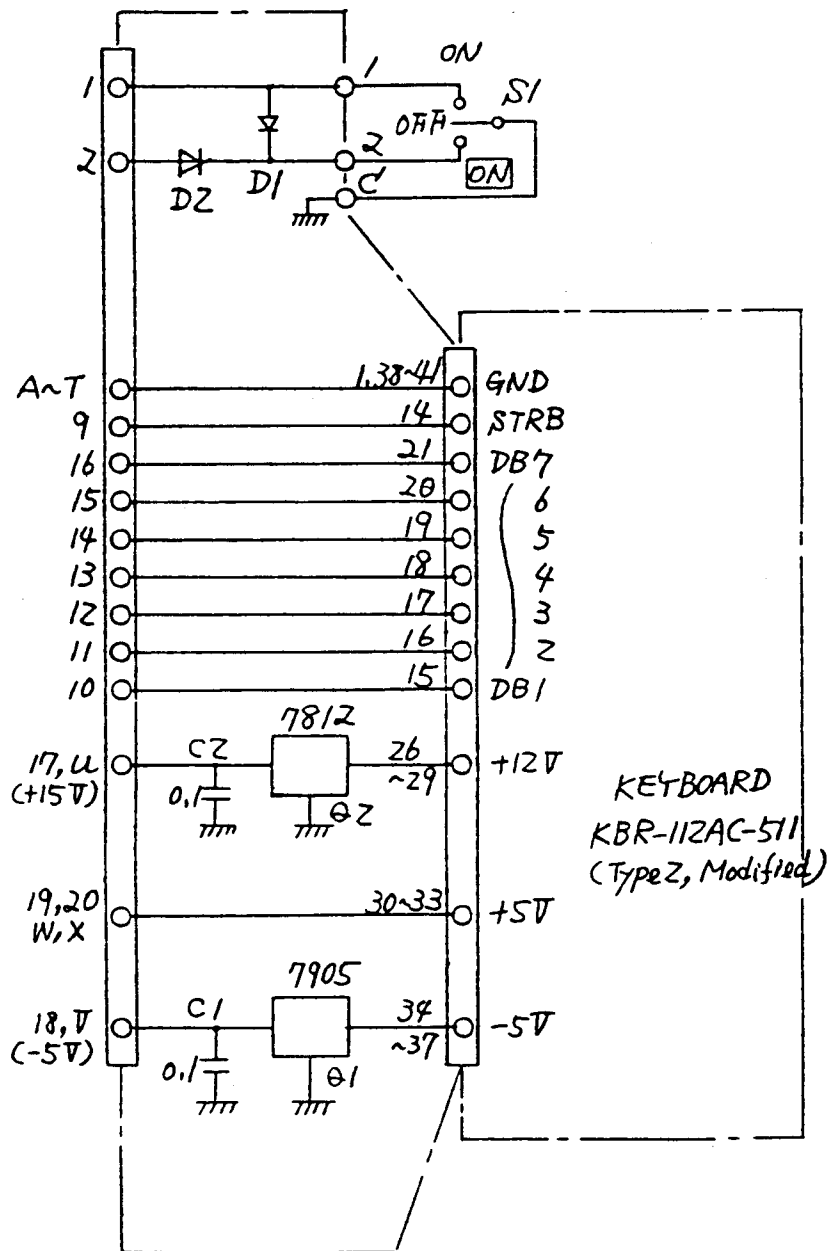 ON
1 1 S1
OFF
2 2
D2 D1 C ON
A~T 1,38~41 GND
9 14 STRB
16 21 DB7
15 20 6
14 19 5
13 18 4
12 17 3
11 16 2
10 15 DB1
7812
17,U C2 26 +12V
(+15V) 0.1 ~29
Q2
KEYBOARD
KBR-112AC-511
(Type2, Modified)
19,20 30~33 +5V
W,X
7905
18,V C1 34 -5V
(-5V) 0.1 ~37
Q1